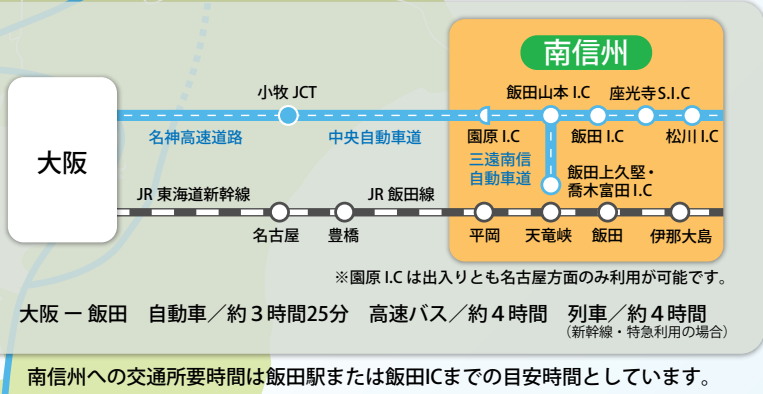 南信州
小牧 JCT
飯田山本 I.C
座光寺S.I.C
大阪
名神高速道路
中央自動車道
園原 I.C
飯田 I.C
松川 I.C
三遠南信
自動車道
飯田上久堅・
喬木富田 I.C
JR 東海道新幹線
JR 飯田線
名古屋
豊橋
平岡
天竜峡
飯田
伊那大島
※園原 I.C は出入りとも名古屋方面のみ利用が可能です。
大阪 ー 飯田 自動車／約３時間25分 高速バス／約４時間 列車／約４時間
（新幹線・特急利用の場合）
南信州への交通所要時間は飯田駅または飯田ICまでの目安時間としています。